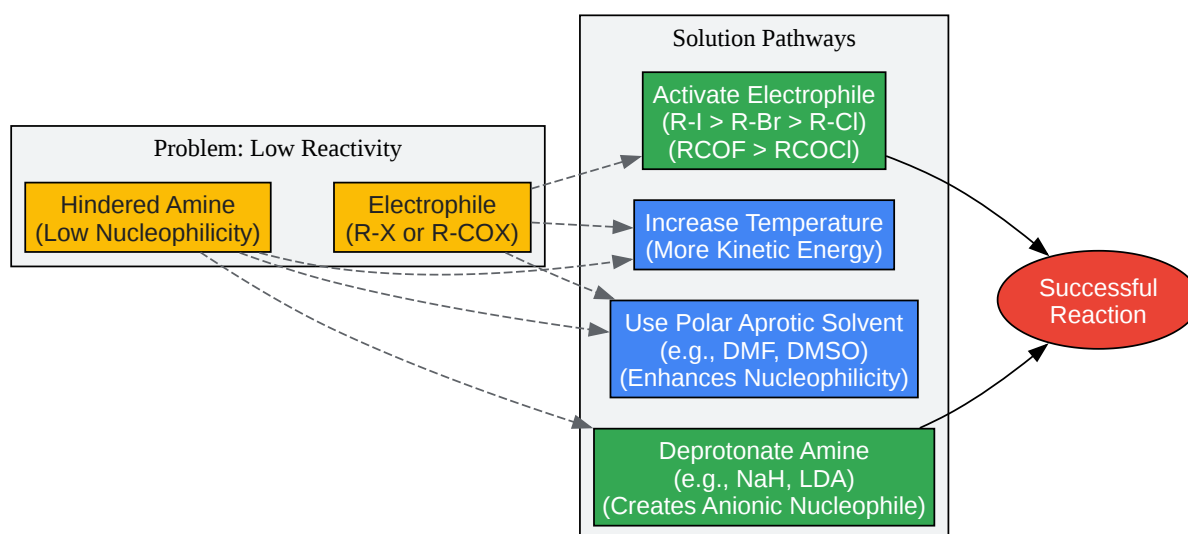 Problem: Low Reactivity
Hindered Amine
(Low Nucleophilicity)
Electrophile
(R-X or R-COX)
Solution Pathways
Activate Electrophile
(R-I > R-Br > R-Cl)
(RCOF > RCOCl)
Increase Temperature
(More Kinetic Energy)
Use Polar Aprotic Solvent
(e.g., DMF, DMSO)
(Enhances Nucleophilicity)
Deprotonate Amine
(e.g., NaH, LDA)
(Creates Anionic Nucleophile)
Successful
Reaction